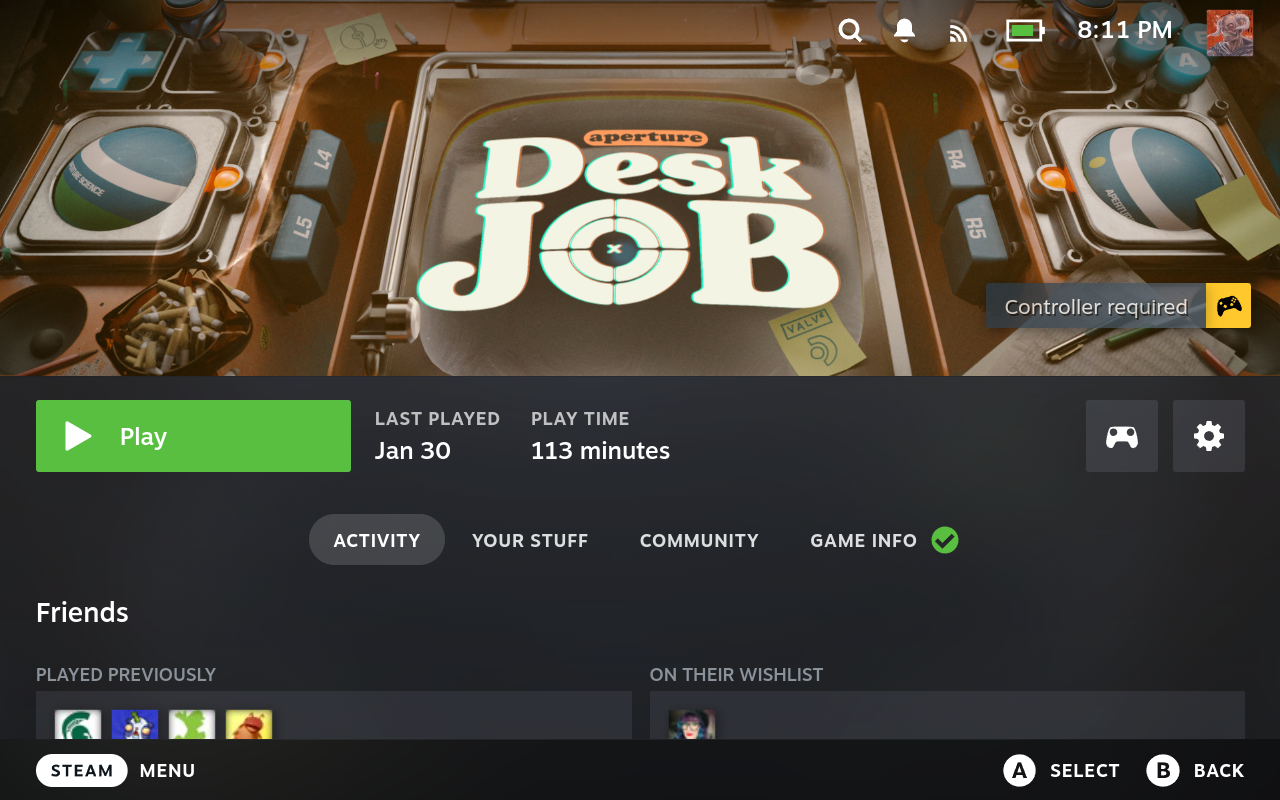 8:11 PM
A
L4
R4
L5
R5
aperture
Desk
JOB
x
VALVE
Controller required
Play
LAST PLAYED
Jan 30
PLAY TIME
113 minutes
ACTIVITY
YOUR STUFF
COMMUNITY
GAME INFO
Friends
PLAYED PREVIOUSLY
ON THEIR WISHLIST
STEAM
MENU
A
SELECT
B
BACK